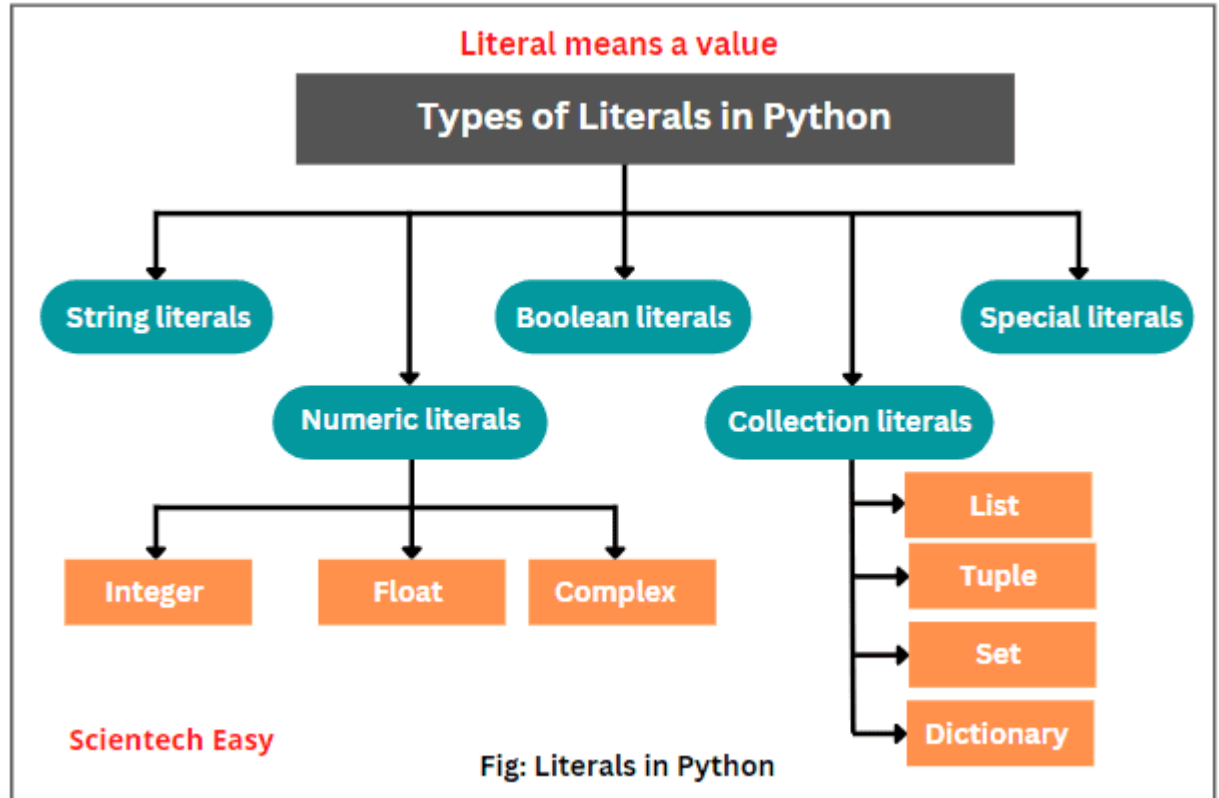 Literal means a value
Types of Literals in Python
String literals
Boolean literals
Special literals
Numeric literals
Collection literals
Integer
Float
Complex
List
Tuple
Set
Dictionary
Scientech Easy
Fig: Literals in Python